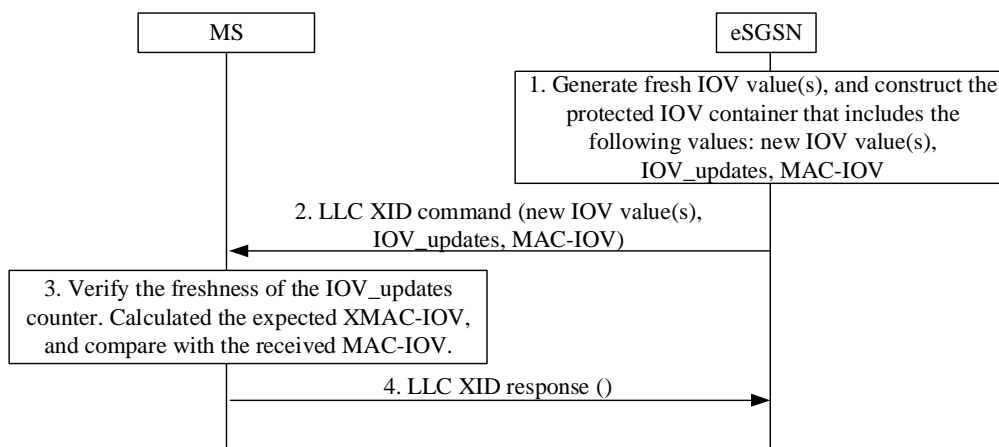 MS
eSGSN
1. Generate fresh IOV value(s), and construct the
protected IOV container that includes the
following values: new IOV value(s),
IOV_updates, MAC-IOV
2. LLC XID command (new IOV value(s),
IOV_updates, MAC-IOV)
3. Verify the freshness of the IOV_updates
counter. Calculated the expected XMAC-IOV,
and compare with the received MAC-IOV.
4. LLC XID response ()